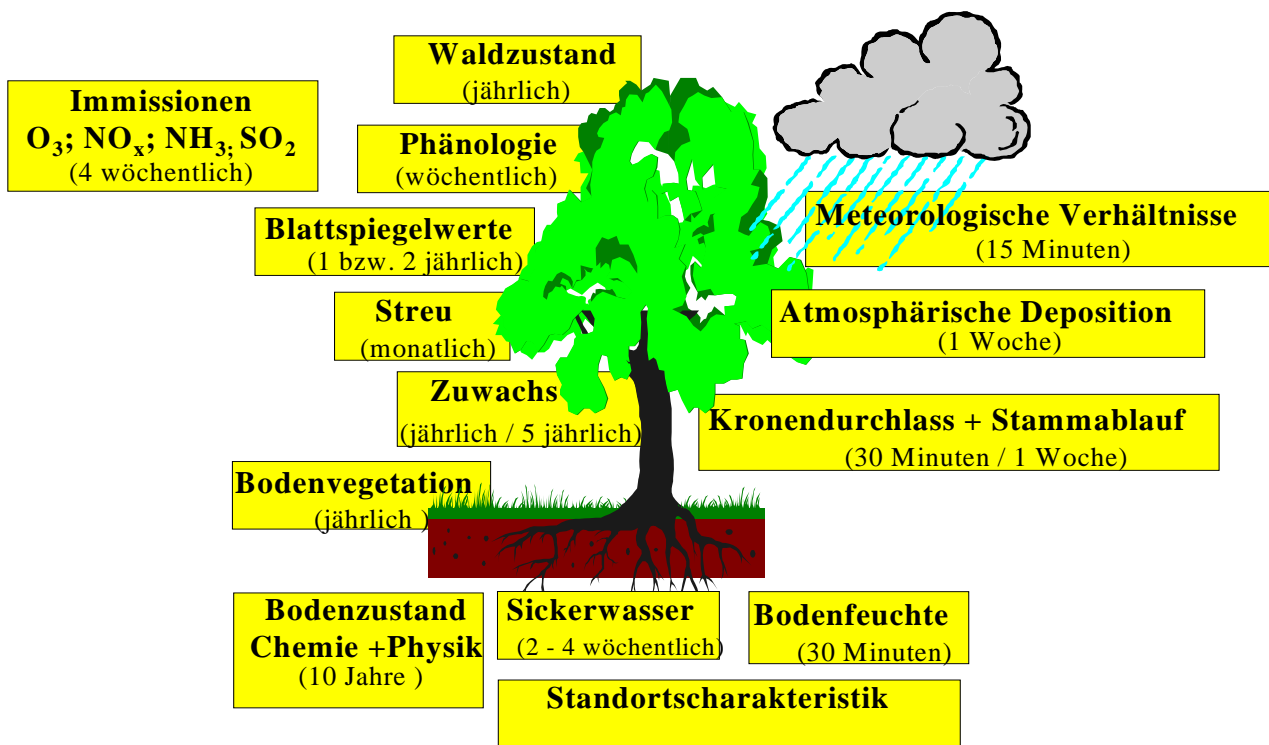 Waldzustand
(jährlich)
Immissionen
O₃; NOₓ; NH₃; SO₂
(4 wöchentlich)
Phänologie
(wöchentlich)
Blattspiegelwerte
(1 bzw. 2 jährlich)
Meteorologische Verhältnisse
(15 Minuten)
Streu
(monatlich)
Atmosphärische Deposition
(1 Woche)
Zuwachs
(jährlich / 5 jährlich)
Kronendurchlass + Stammablauf
(30 Minuten / 1 Woche)
Bodenvegetation
(jährlich )
Bodenzustand
Chemie +Physik
(10 Jahre )
Sickerwasser
(2 - 4 wöchentlich)
Bodenfeuchte
(30 Minuten)
Standortscharakteristik